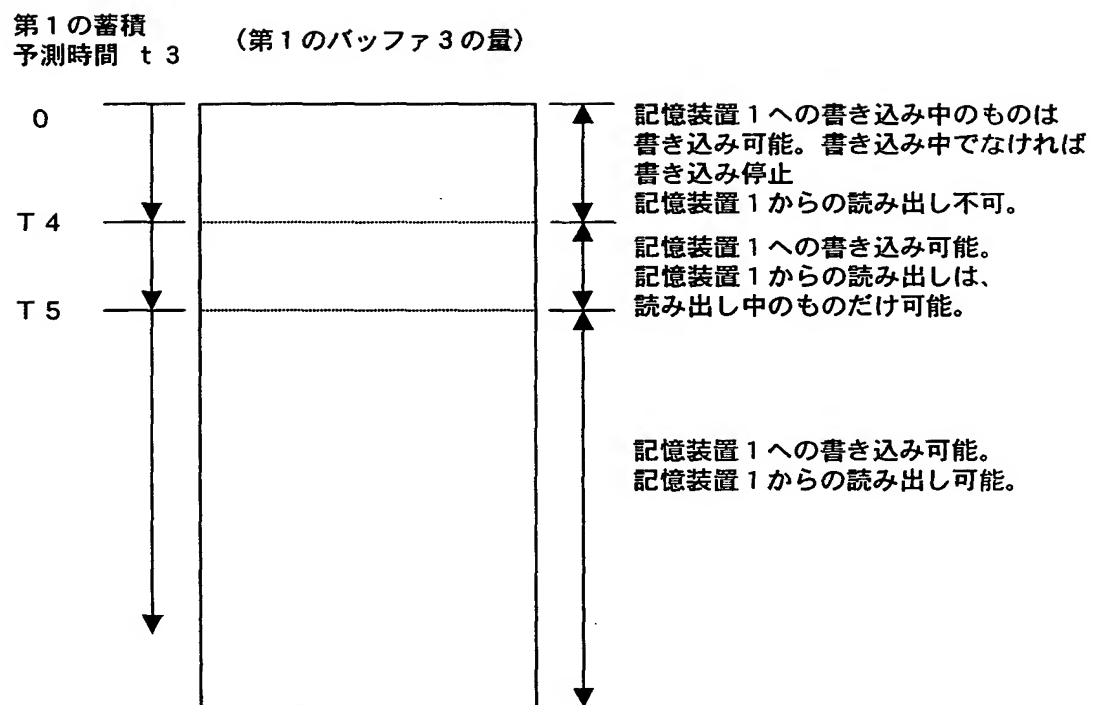 第１の蓄積
予測時間　ｔ３
（第１のバッファ３の量）
０
記憶装置１への書き込み中のものは
書き込み可能。書き込み中でなければ
書き込み停止
記憶装置１からの読み出し不可。
Ｔ４
記憶装置１への書き込み可能。
記憶装置１からの読み出しは、
読み出し中のものだけ可能。
Ｔ５
記憶装置１への書き込み可能。
記憶装置１からの読み出し可能。